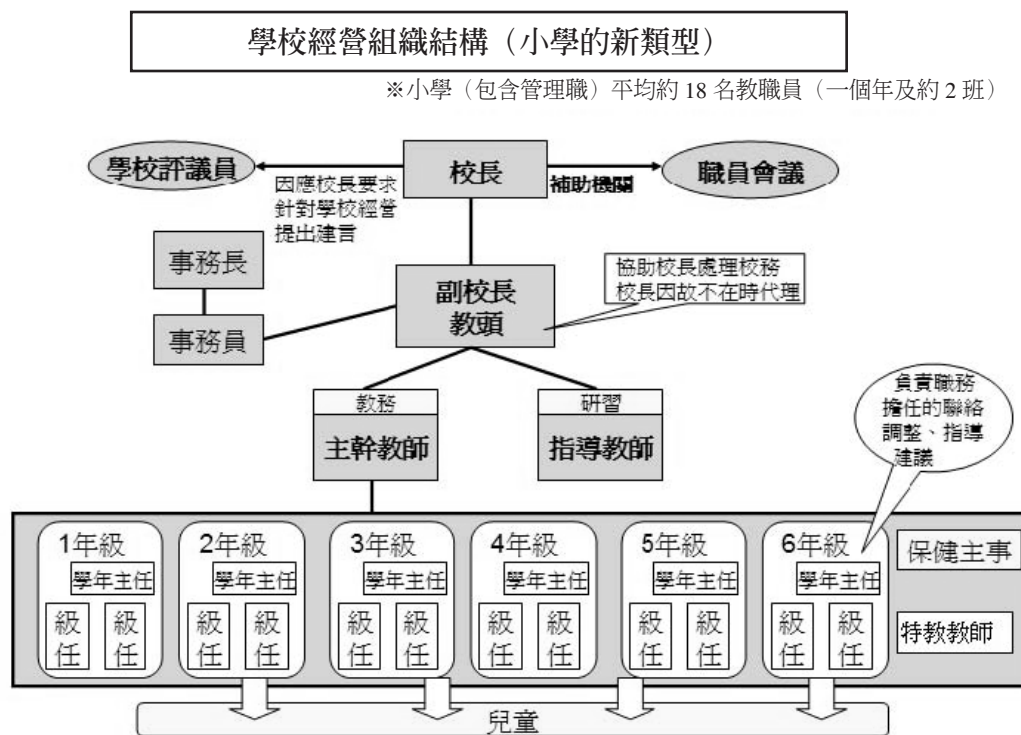 學校經營組織結構（小學的新類型）
※小學（包含管理職）平均約 18 名教職員（一個年及約 2 班）
學校評議員
校長
職員會議
因應校長要求
針對學校經營
提出建言
補助機關
事務長
事務員
副校長
教頭
協助校長處理校務
校長因故不在時代理
負責職務
擔任的聯絡
調整、指導
建議
教務
主幹教師
研習
指導教師
1年級
學年主任
級任
級任
2年級
學年主任
級任
級任
3年級
學年主任
級任
級任
4年級
學年主任
級任
級任
5年級
學年主任
級任
級任
6年級
學年主任
級任
級任
保健主事
特教教師
兒童